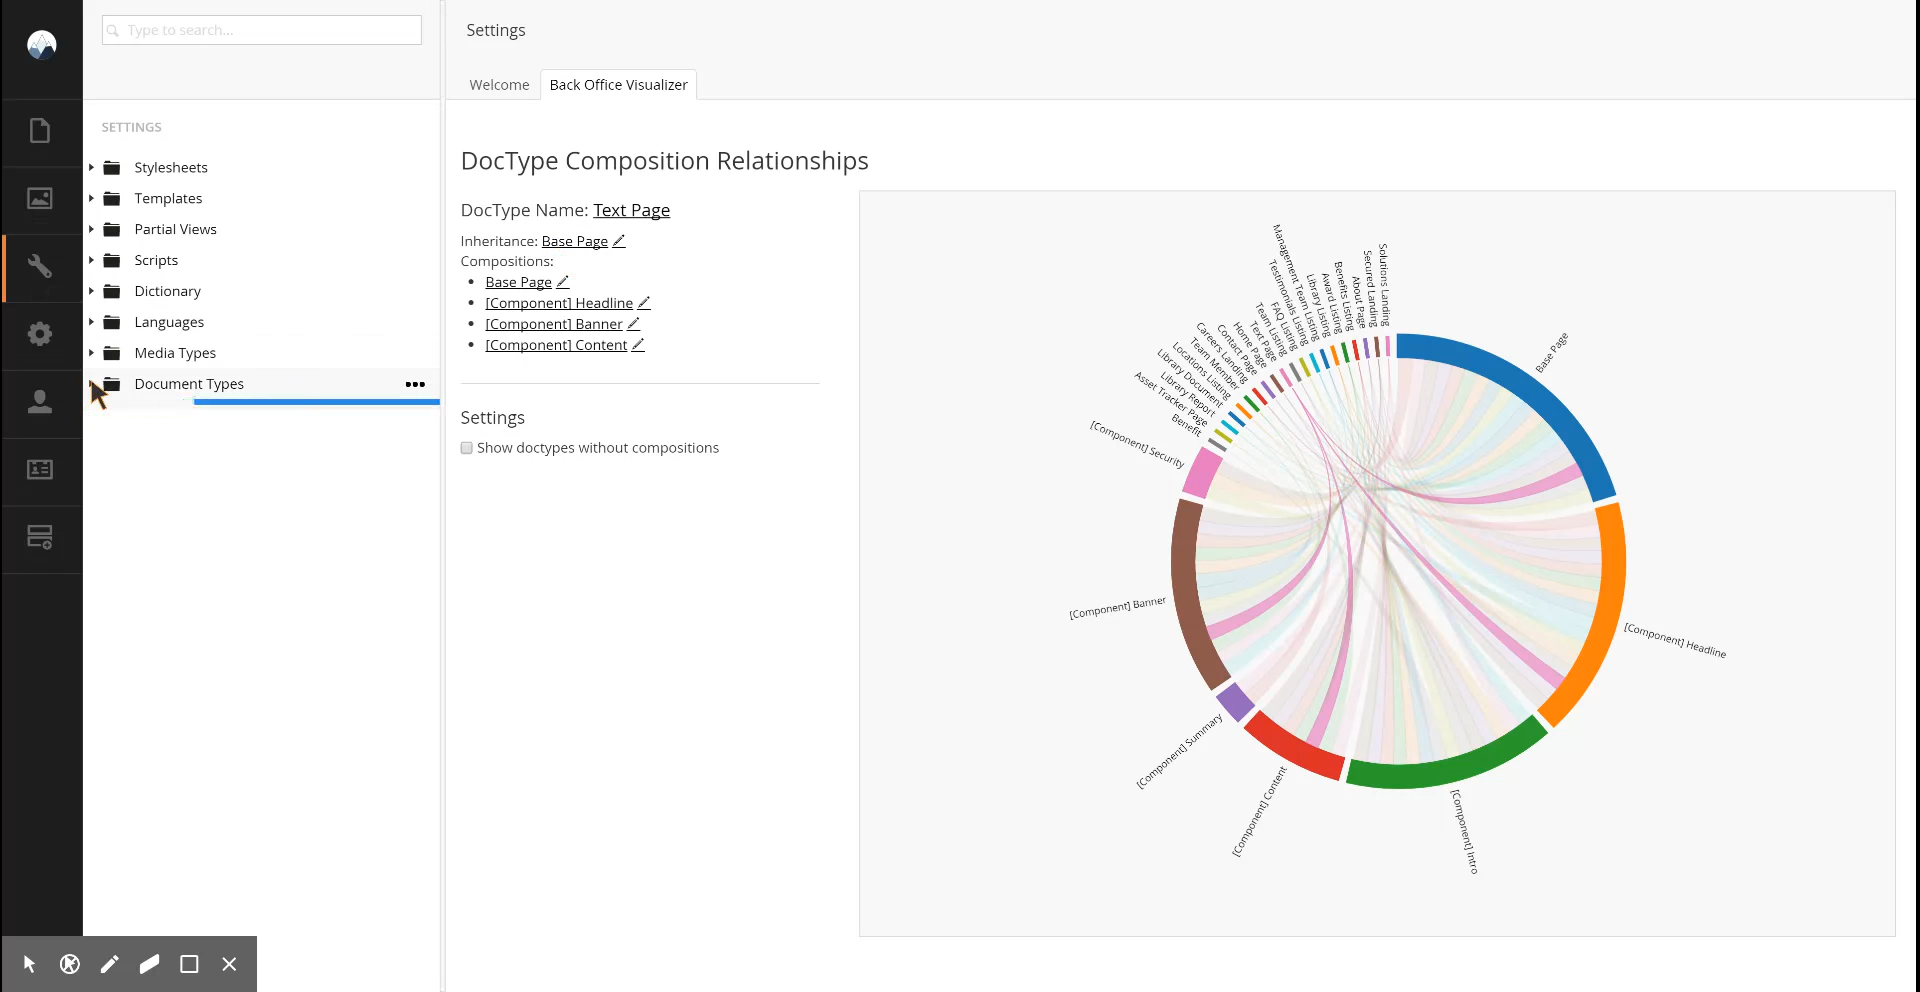 Type to search...
Settings
Welcome
Back Office Visualizer
SETTINGS
Stylesheets
Templates
Partial Views
Scripts
Dictionary
Languages
Media Types
Document Types
DocType Composition Relationships
DocType Name: Text Page
Inheritance: Base Page
Compositions:
Base Page
[Component] Headline
[Component] Banner
[Component] Content
Settings
Show doctypes without compositions
Base Page
[Component] Headline
[Component] Intro
[Component] Content
[Component] Summary
[Component] Banner
[Component] Security
Benefit
Asset Tracker Page
Library Report
Library Document
Locations Listing
Team Member
Careers Landing
Contact Page
Home Page
Text Page
Team Listing
FAQ Listing
Testimonials Listing
Management Team Listing
Library Listing
Award Listing
Benefits Listing
About Page
Secured Landing
Solutions Landing